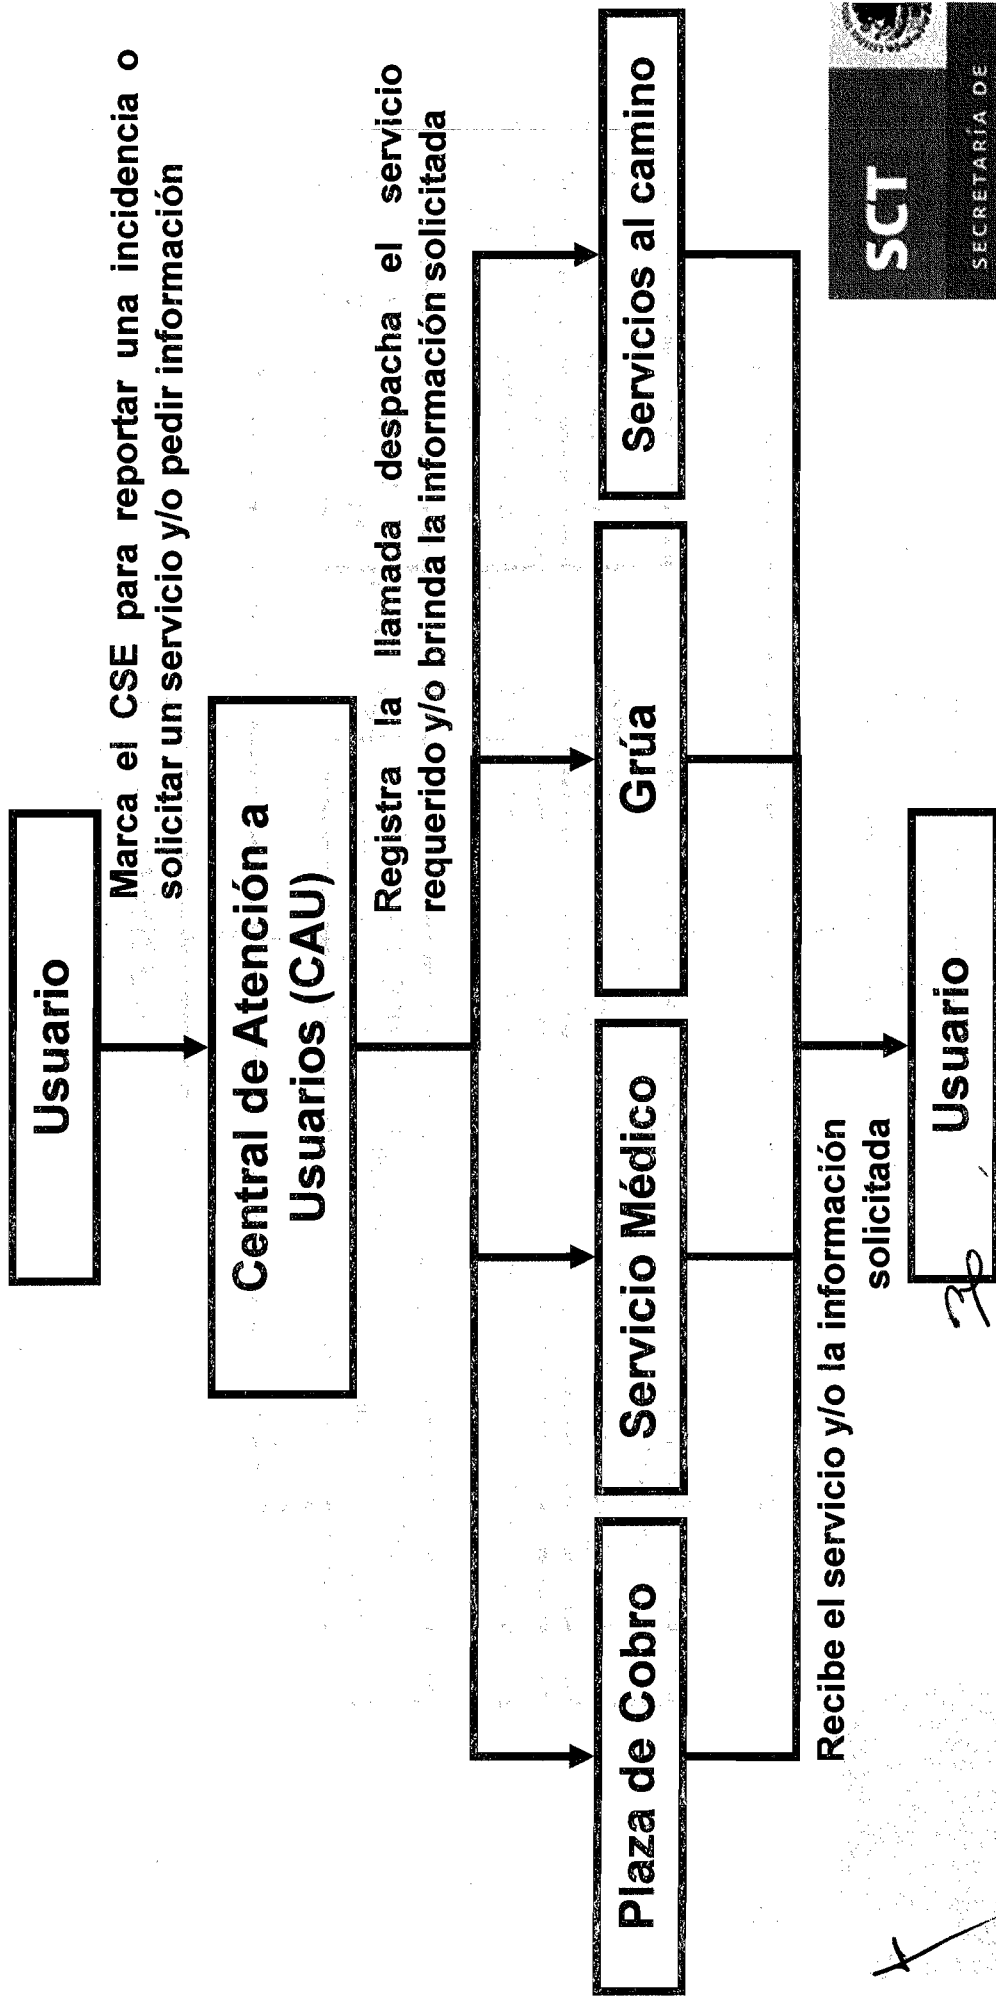 Usuario
Marca el CSE para reportar una incidencia o
solicitar un servicio y/o pedir información
Central de Atención a
Usuarios (CAU)
Registra la llamada despacha el servicio
requerido y/o brinda la información solicitada
Plaza de Cobro
Servicio Médico
Grúa
Servicios al camino
Recibe el servicio y/o la información
solicitada
Usuario
SCT
SECRETARÍA DE